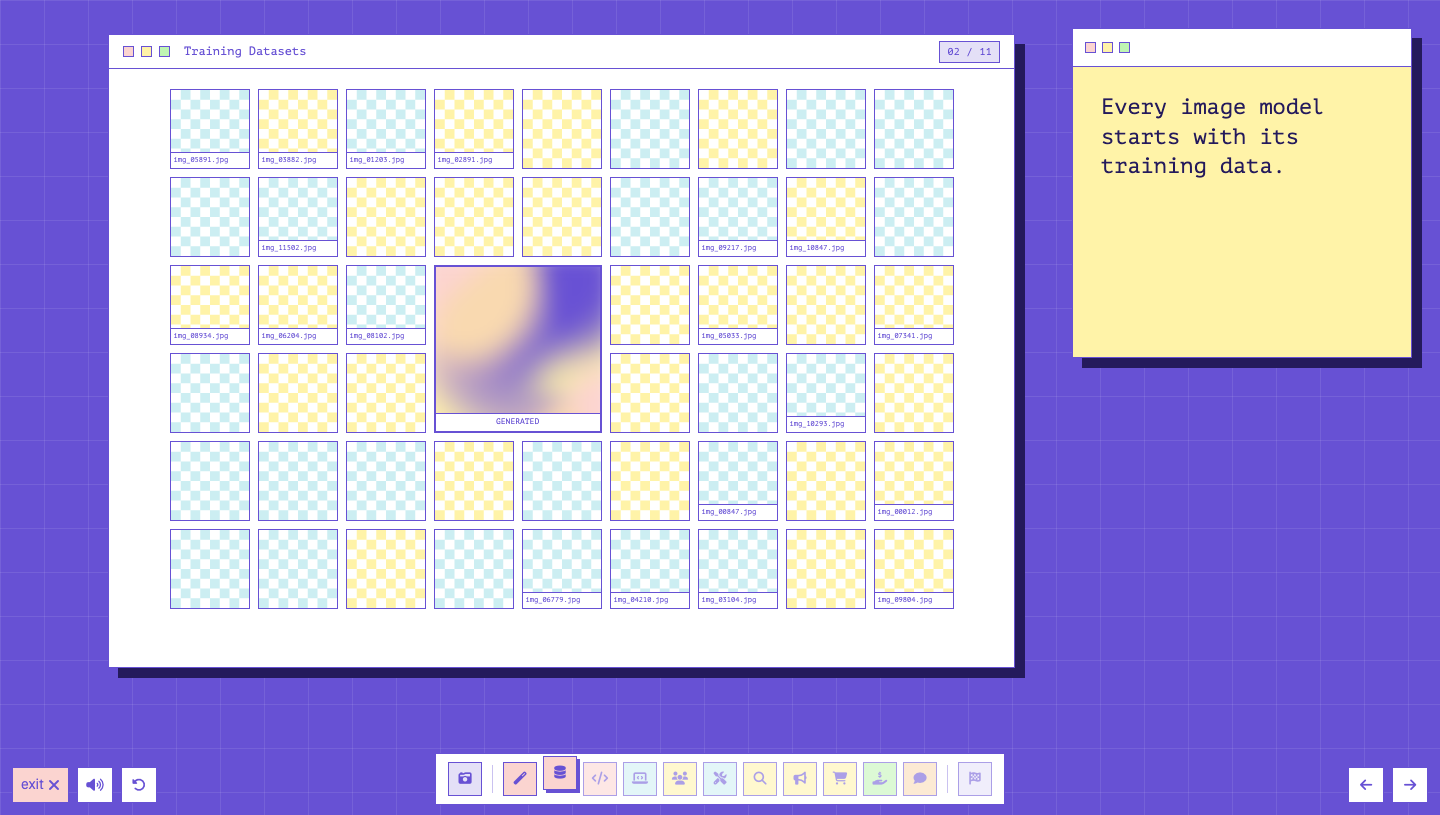 Training Datasets
02 / 11
img_05891.jpg
img_03882.jpg
img_01203.jpg
img_02891.jpg
img_11502.jpg
img_09217.jpg
img_10847.jpg
img_08934.jpg
img_06204.jpg
img_08102.jpg
img_05033.jpg
img_07341.jpg
GENERATED
img_10293.jpg
img_00847.jpg
img_00012.jpg
img_06779.jpg
img_04210.jpg
img_03104.jpg
img_09804.jpg
Every image model
starts with its
training data.
exit